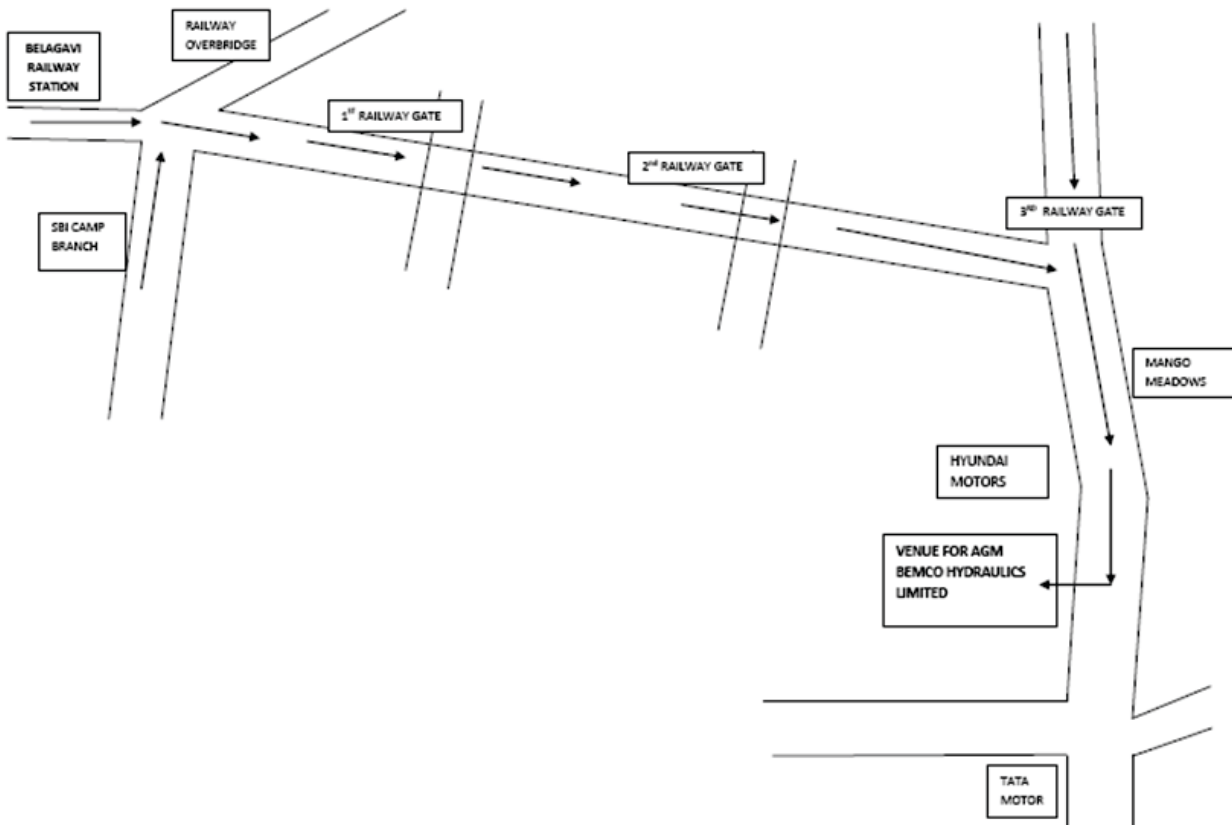 RAILWAY
OVERBRIDGE
BELAGAVI
RAILWAY
STATION
1ST RAILWAY GATE
2nd RAILWAY GATE
3RD RAILWAY GATE
SBI CAMP
BRANCH
MANGO
MEADOWS
HYUNDAI
MOTORS
VENUE FOR AGM
BEMCO HYDRAULICS
LIMITED
TATA
MOTOR